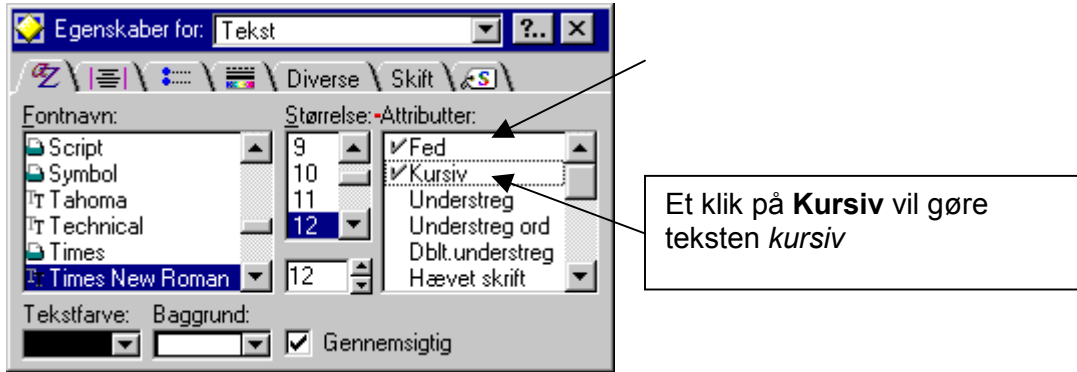 Egenskaber for: Tekst ?..
Z Diverse Skift S
Fontnavn: Størrelse: Attributter:
Script 9 Fed
Symbol 10 Kursiv
Tahoma 11 Understreg
Technical 12 Understreg ord
Times Dblt.understreg
Times New Roman 12 Hævet skrift
Tekstfarve: Baggrund:
Gennemsigtig
Et klik på Kursiv vil gøre
teksten kursiv